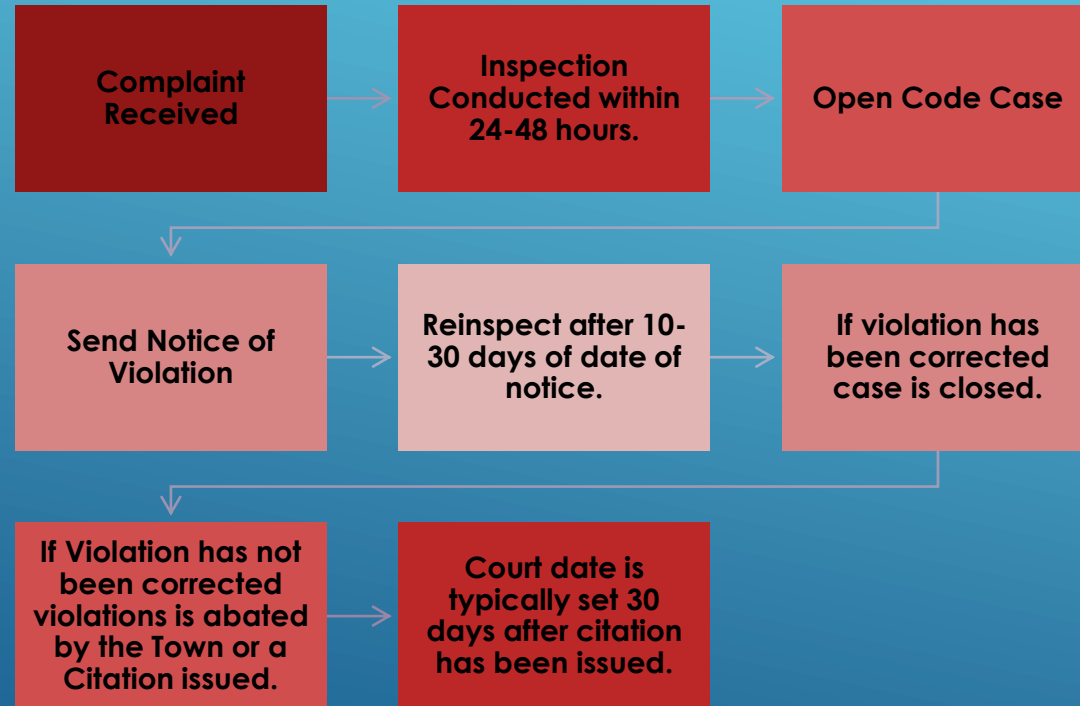 Complaint
Received
Inspection
Conducted within
24-48 hours.
Open Code Case
Send Notice of
Violation
Reinspect after 10-
30 days of date of
notice.
If violation has
been corrected
case is closed.
If Violation has not
been corrected
violations is abated
by the Town or a
Citation issued.
Court date is
typically set 30
days after citation
has been issued.